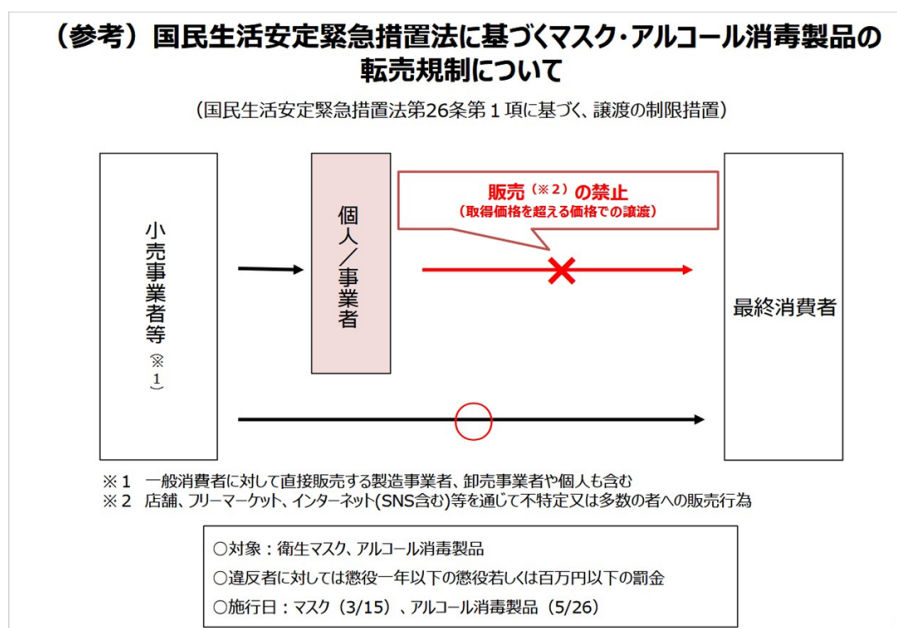 （参考）国民生活安定緊急措置法に基づくマスク・アルコール消毒製品の
転売規制について
（国民生活安定緊急措置法第26条第１項に基づく、譲渡の制限措置）
小売事業者等（※１）
個人／事業者
販売（※２）の禁止
（取得価格を超える価格での譲渡）
最終消費者
※１　一般消費者に対して直接販売する製造事業者、卸売事業者や個人も含む
※２　店舗、フリーマーケット、インターネット(SNS含む)等を通じて不特定又は多数の者への販売行為
○対象：衛生マスク、アルコール消毒製品
○違反者に対しては懲役一年以下の懲役若しくは百万円以下の罰金
○施行日：マスク（3/15）、アルコール消毒製品（5/26）